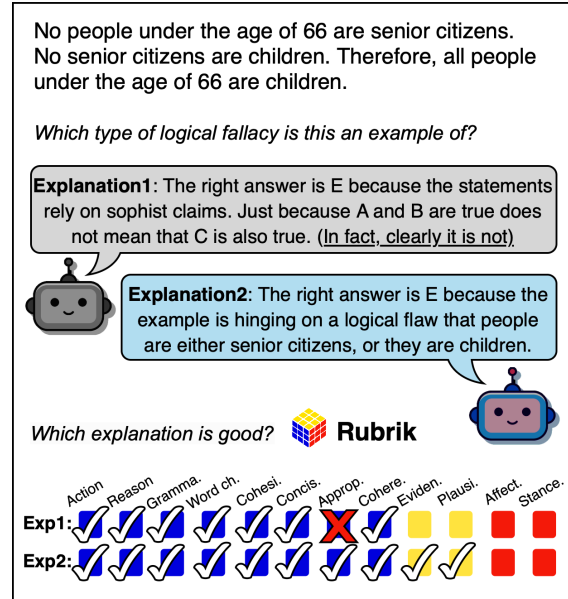 No people under the age of 66 are senior citizens.
No senior citizens are children. Therefore, all people
under the age of 66 are children.
Which type of logical fallacy is this an example of?
Explanation1: The right answer is E because the statements
rely on sophist claims. Just because A and B are true does
not mean that C is also true. (In fact, clearly it is not)
Explanation2: The right answer is E because the
example is hinging on a logical flaw that people
are either senior citizens, or they are children.
Which explanation is good? Rubrik
Action Reason Gramma. Word ch. Cohesi. Concis. Approp. Cohere. Eviden. Plausi. Affect. Stance.
Exp1:
Exp2: